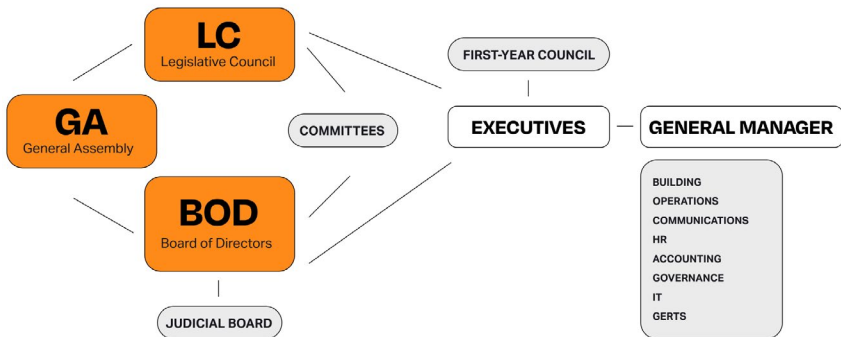 LC
Legislative Council
GA
General Assembly
BOD
Board of Directors
JUDICIAL BOARD
COMMITTEES
FIRST-YEAR COUNCIL
EXECUTIVES
GENERAL MANAGER
BUILDING
OPERATIONS
COMMUNICATIONS
HR
ACCOUNTING
GOVERNANCE
IT
GERTS